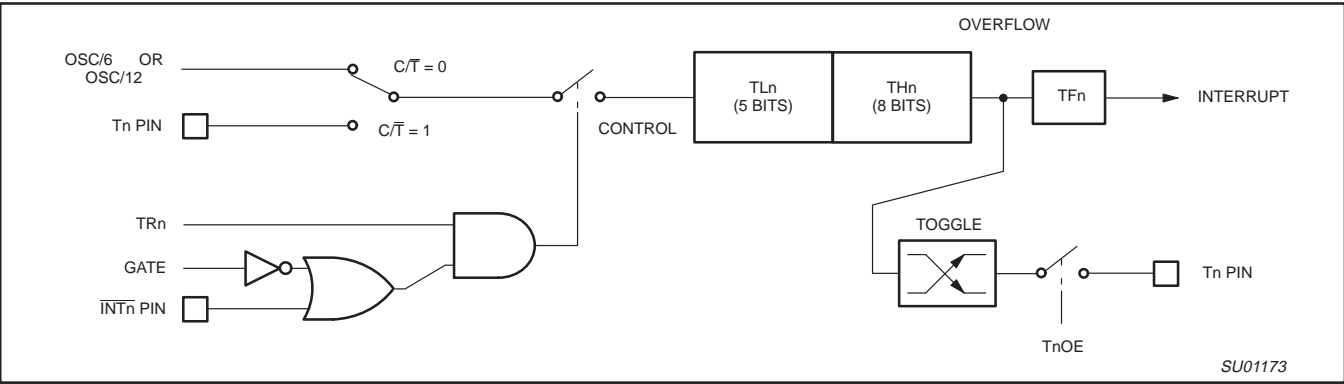 OVERFLOW
OSC/6 OR
OSC/12
C/T̅ = 0
TLn
(5 BITS)
THn
(8 BITS)
TFn
INTERRUPT
Tn PIN
C/T̅ = 1
CONTROL
TRn
TOGGLE
GATE
Tn PIN
I̅N̅T̅n̅ PIN
TnOE
SU01173